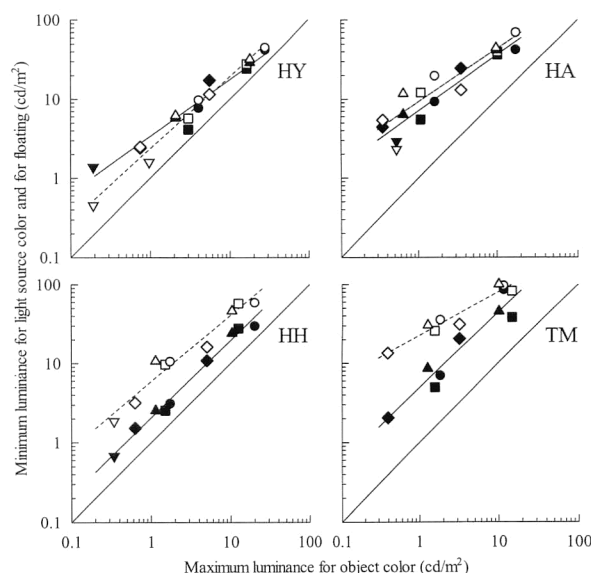 Minimum luminance for light source color and for floating (cd/m²)
100
10
1
0.1
HY
HA
100
10
1
0.1
HH
TM
0.1 1 10 100 0.1 1 10 100
Maximum luminance for object color (cd/m²)